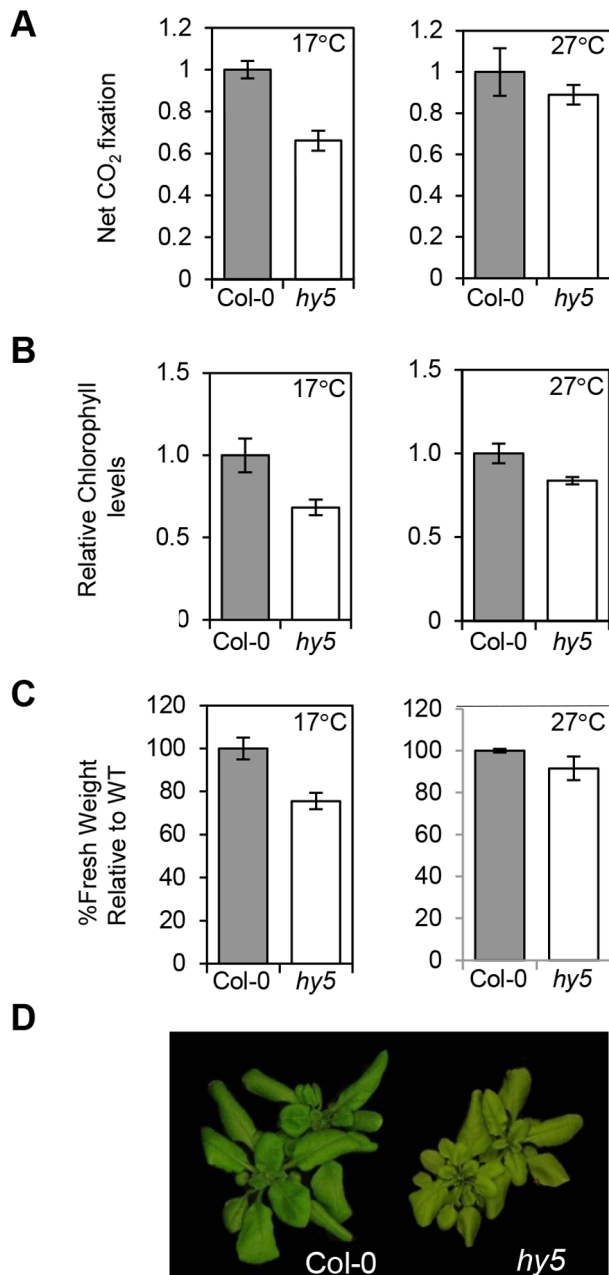 A
Net CO₂ fixation
1.2
1
0.8
0.6
0.4
0.2
0
17°C
Col-0 hy5
1.2
1
0.8
0.6
0.4
0.2
0
27°C
Col-0 hy5
B
Relative Chlorophyll
levels
1.5
1.0
0.5
0
17°C
Col-0 hy5
1.5
1.0
0.5
0
27°C
Col-0 hy5
C
%Fresh Weight
Relative to WT
120
100
80
60
40
20
0
17°C
Col-0 hy5
120
100
80
60
40
20
0
27°C
Col-0 hy5
D
Col-0 hy5